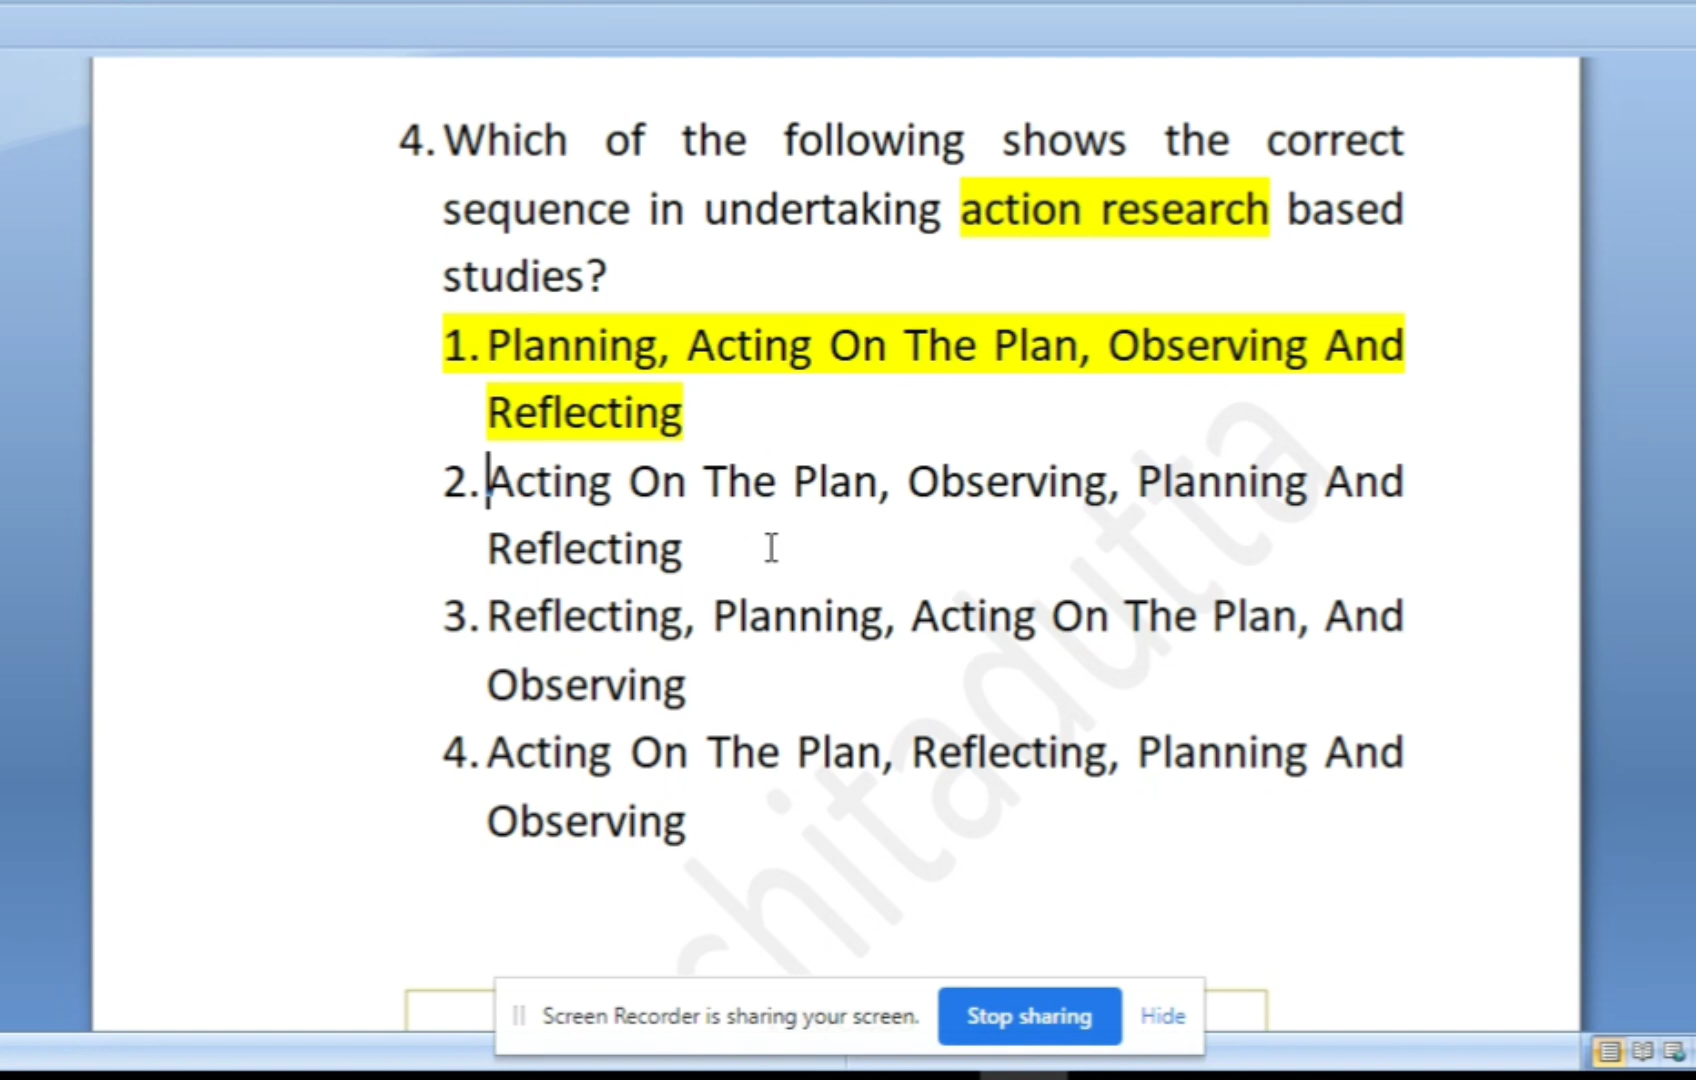 4. Which of the following shows the correct
sequence in undertaking action research based
studies?
1. Planning, Acting On The Plan, Observing And
Reflecting
2. Acting On The Plan, Observing, Planning And
Reflecting
3. Reflecting, Planning, Acting On The Plan, And
Observing
4. Acting On The Plan, Reflecting, Planning And
Observing
chitadutta
Screen Recorder is sharing your screen. Stop sharing Hide